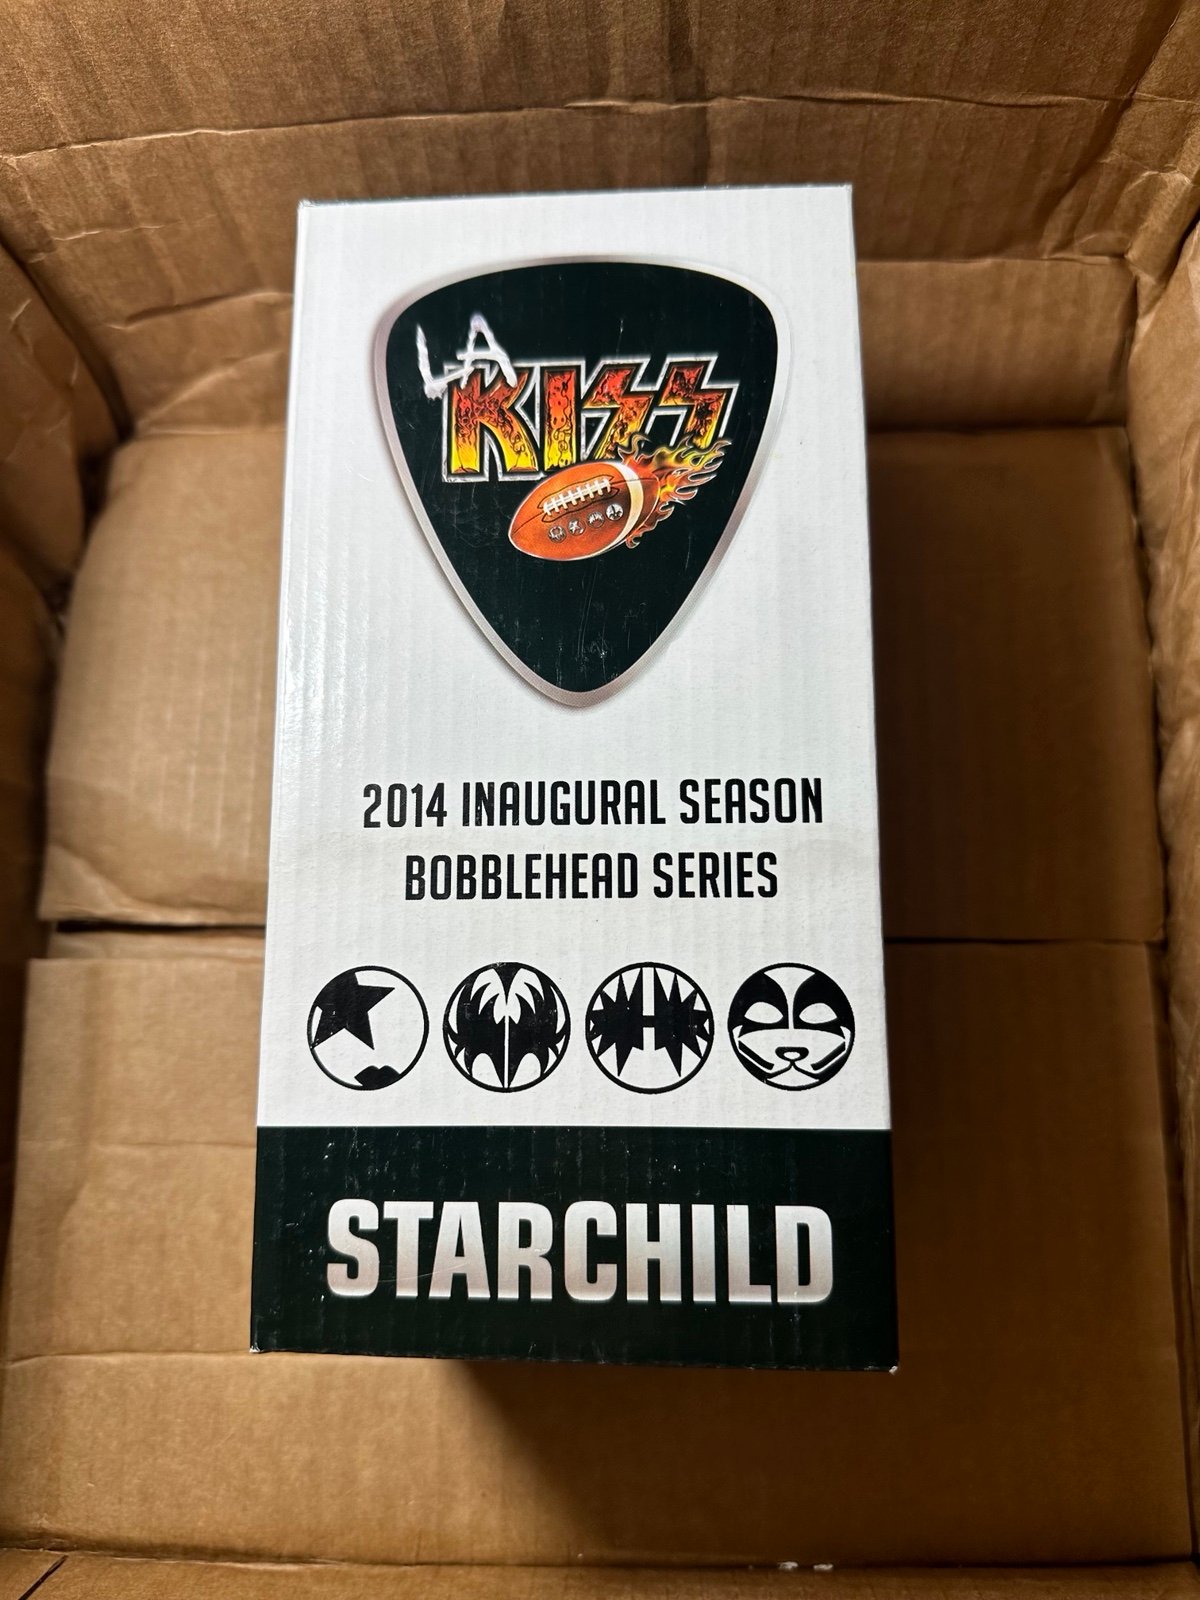 LA
KISS
2014 INAUGURAL SEASON
BOBBLEHEAD SERIES
STARCHILD